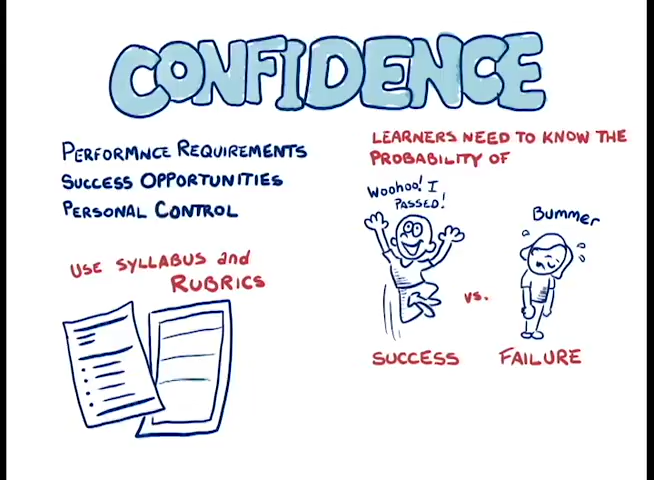 CONFIDENCE
PERFORMNCE REQUIREMENTS
SUCCESS OPPORTUNITIES
PERSONAL CONTROL
USE SYLLABUS and
RUBRICS
LEARNERS NEED TO KNOW THE
PROBABILITY OF
Woohoo! I
PASSED!
Bummer
vs.
SUCCESS
FAILURE